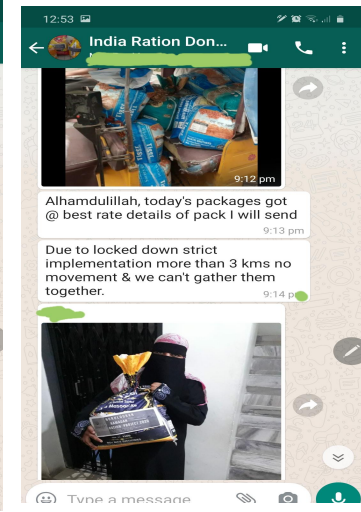 12:53
India Ration Don...
9:12 pm
Alhamdulillah, today's packages got
@ best rate details of pack I will send
9:13 pm
Due to locked down strict
implementation more than 3 kms no
movement & we can't gather them
together.
9:14 p
Type a message